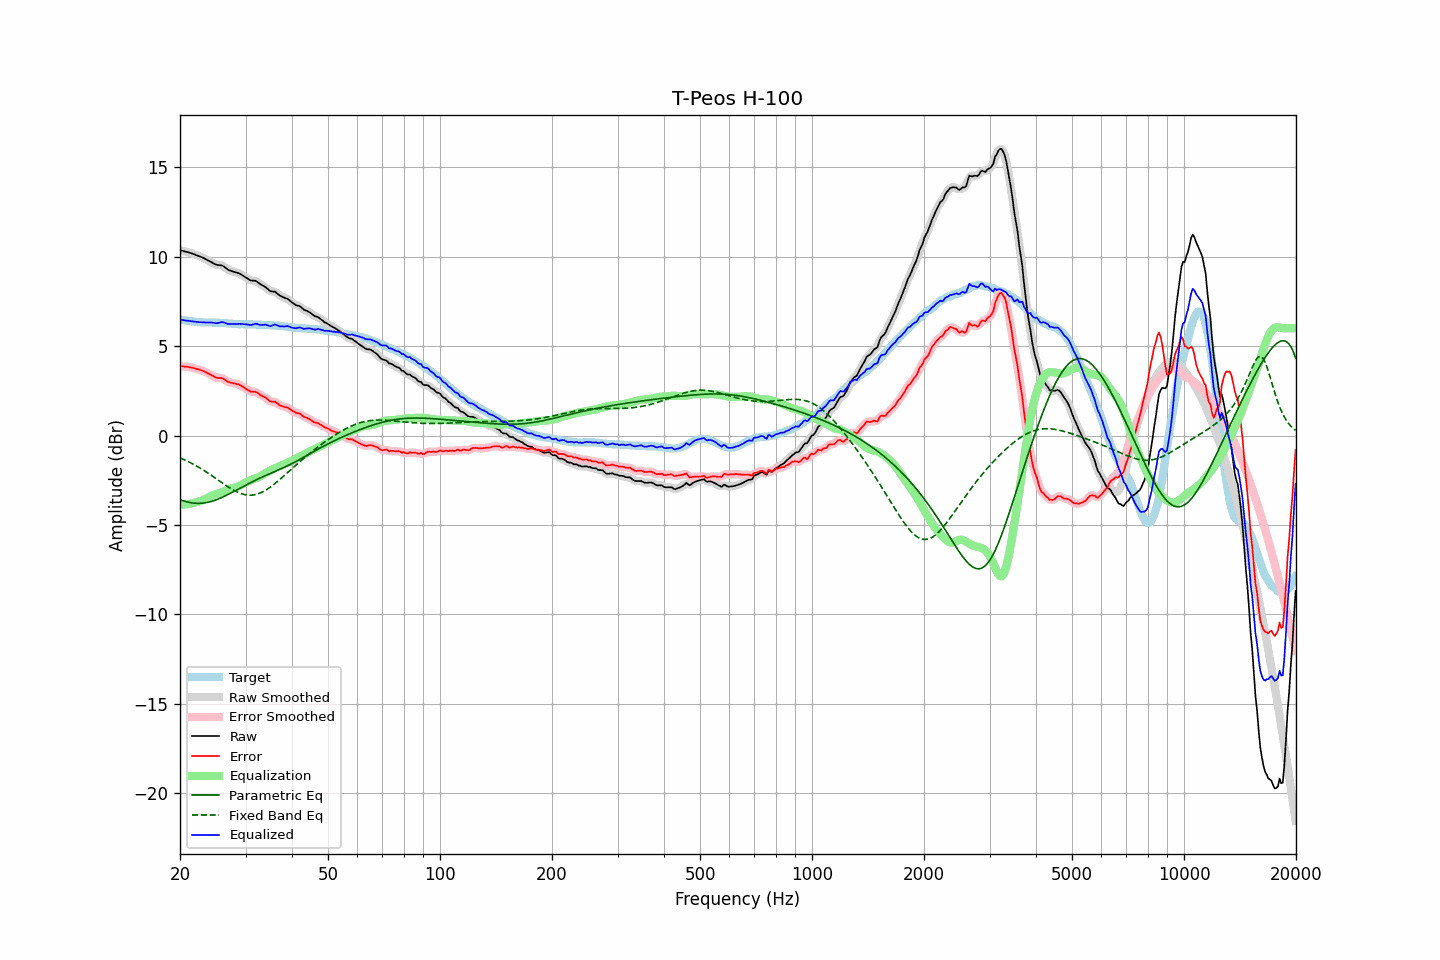 T-Peos H-100
Amplitude (dBr)
15
10
5
0
−5
−10
−15
−20
Target
Raw Smoothed
Error Smoothed
Raw
Error
Equalization
Parametric Eq
Fixed Band Eq
Equalized
20 50 100 200 500 1000 2000 5000 10000 20000
Frequency (Hz)